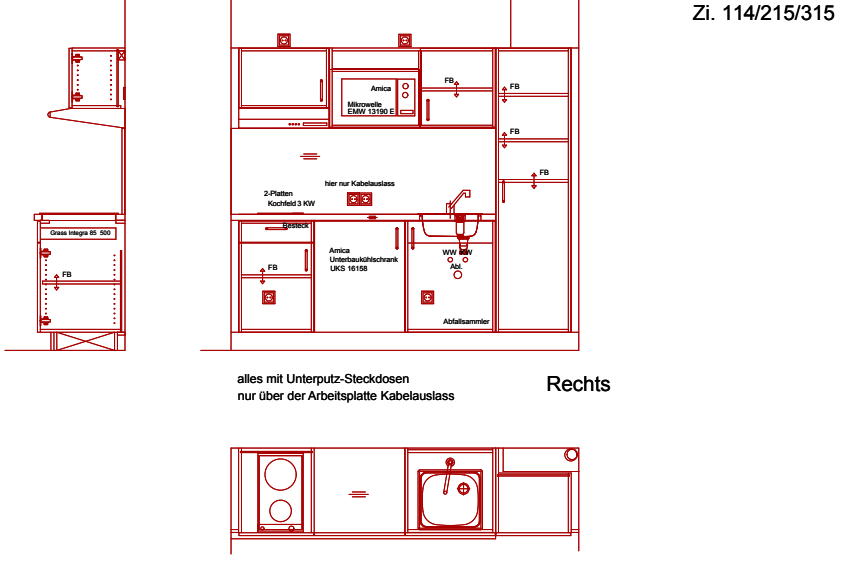 Zi. 114/215/315
Amica
Mikrowelle
EMW 13190 E
FB
FB
FB
FB
hier nur Kabelauslass
2-Platten
Kochfeld 3 KW
Besteck
Grass Integra 85 500
Amica
Unterbaukühlschrank
UKS 16158
WW KW
Abl.
FB
FB
Abfallsammler
alles mit Unterputz-Steckdosen
nur über der Arbeitsplatte Kabelauslass
Rechts